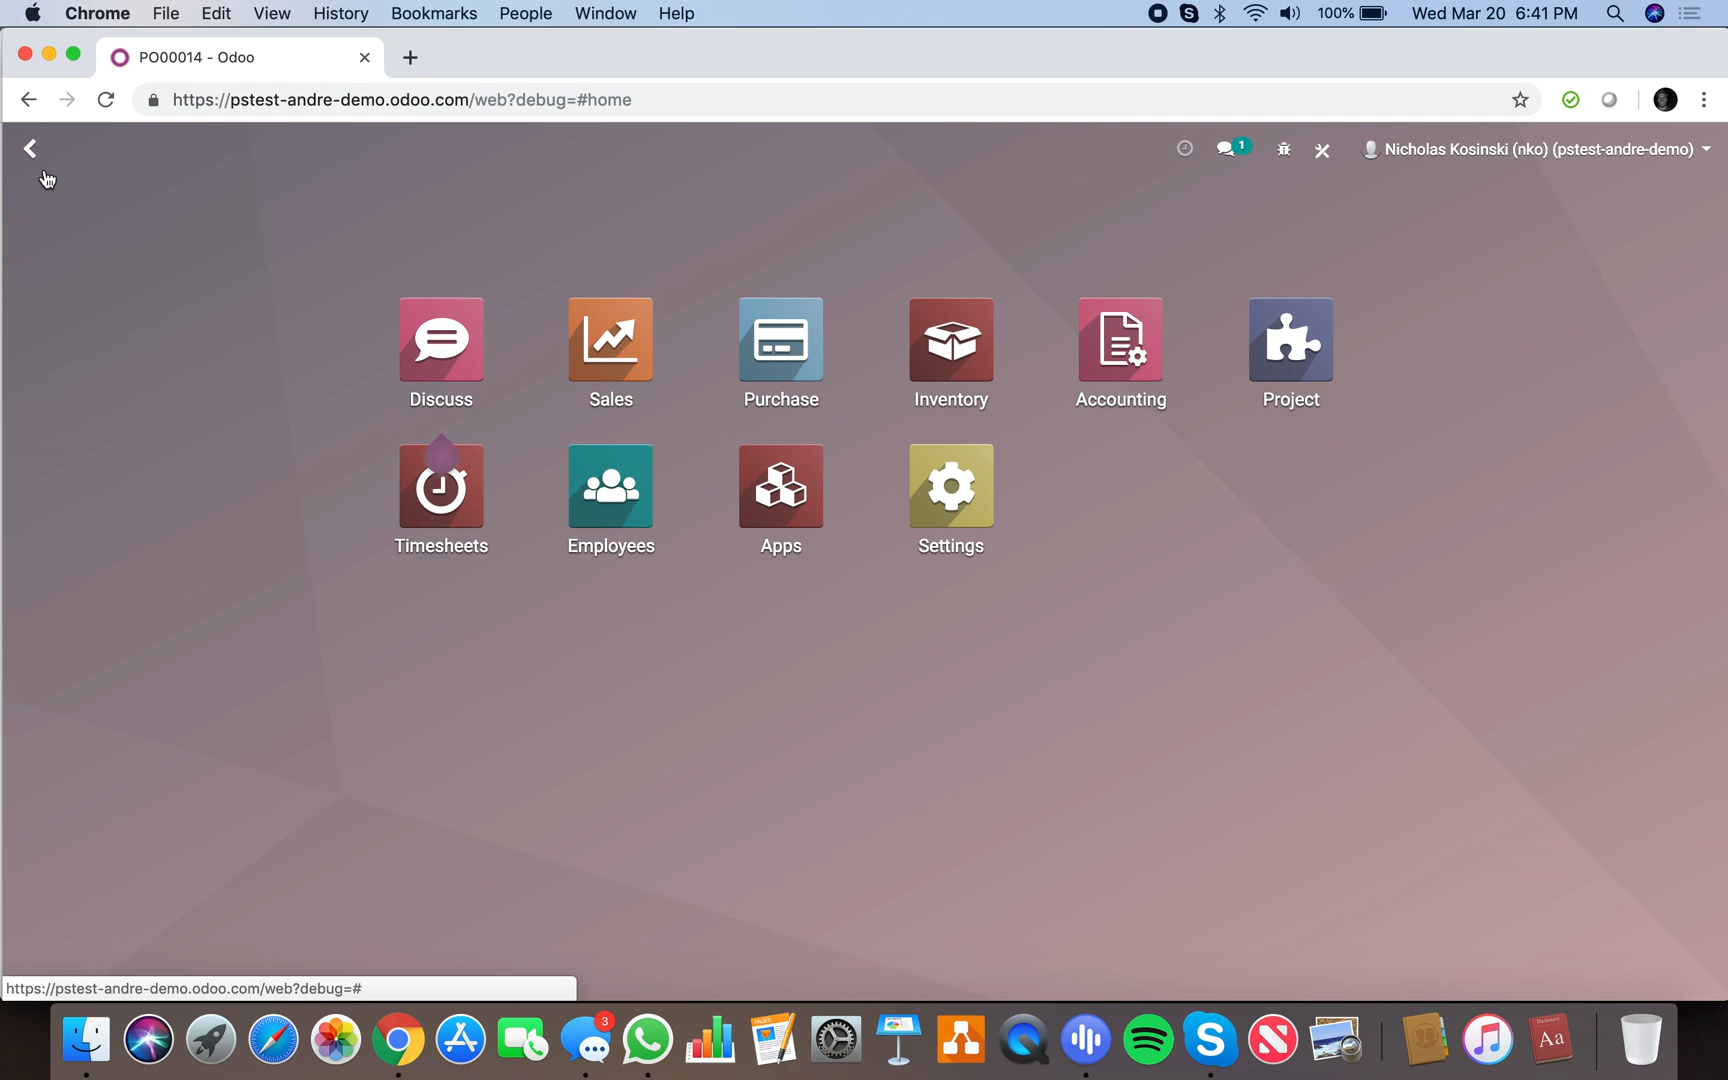 Chrome File Edit View History Bookmarks People Window Help 100% Wed Mar 20 6:41 PM
PO00014 - Odoo
https://pstest-andre-demo.odoo.com/web?debug=#home
1 Nicholas Kosinski (nko) (pstest-andre-demo)
Discuss Sales Purchase Inventory Accounting Project
Timesheets Employees Apps Settings
https://pstest-andre-demo.odoo.com/web?debug=#
3
Aa